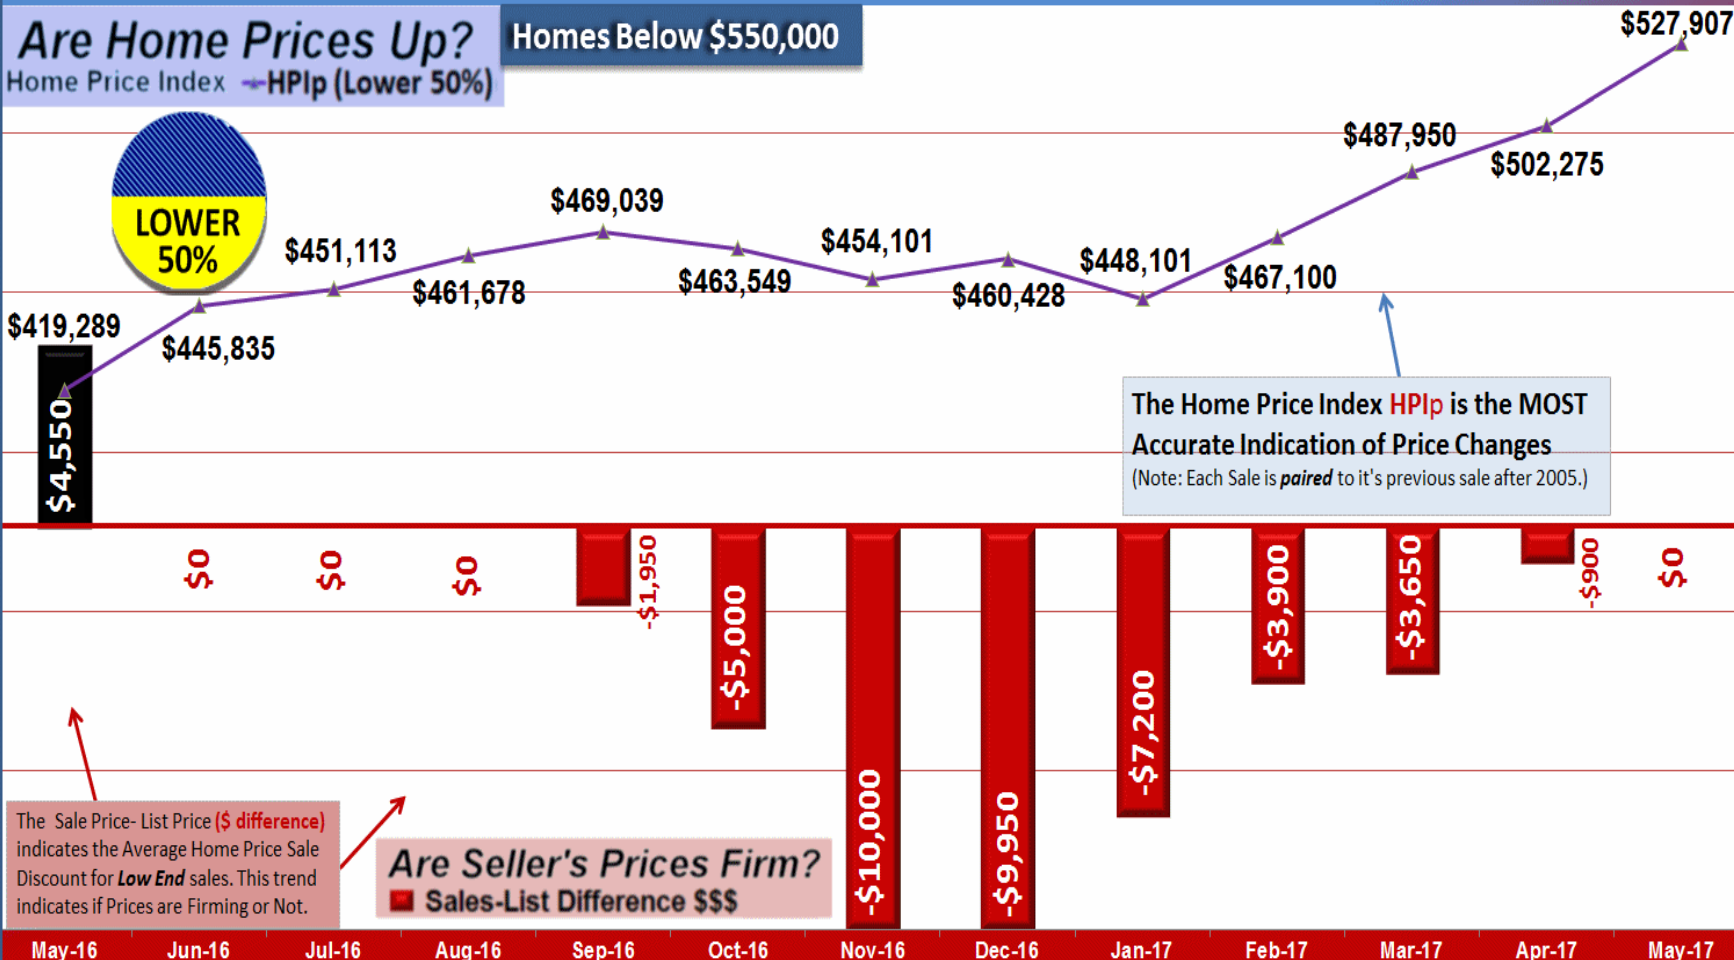 Are Home Prices Up?
Home Price Index HPIp (Lower 50%)
Homes Below $550,000
LOWER
50%
$419,289
$445,835
$451,113
$461,678
$469,039
$463,549
$454,101
$460,428
$448,101
$467,100
$487,950
$502,275
$527,907
The Home Price Index HPIp is the MOST
Accurate Indication of Price Changes
(Note: Each Sale is paired to it's previous sale after 2005.)
$4,550
$0
$0
$0
-$1,950
-$5,000
-$10,000
-$9,950
-$7,200
-$3,900
-$3,650
-$900
$0
The Sale Price- List Price ($ difference)
indicates the Average Home Price Sale
Discount for Low End sales. This trend
indicates if Prices are Firming or Not.
Are Seller's Prices Firm?
Sales-List Difference $$$
May-16 Jun-16 Jul-16 Aug-16 Sep-16 Oct-16 Nov-16 Dec-16 Jan-17 Feb-17 Mar-17 Apr-17 May-17